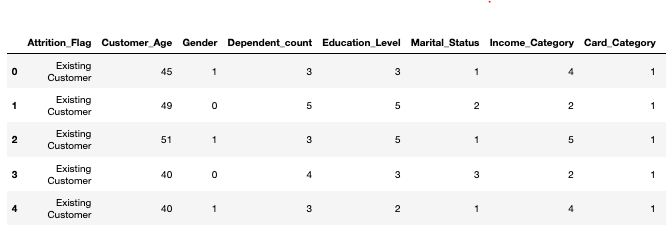 Attrition_Flag Customer_Age Gender Dependent_count Education_Level Marital_Status Income_Category Card_Category
0 Existing Customer 45 1 3 3 1 4 1
1 Existing Customer 49 0 5 5 2 2 1
2 Existing Customer 51 1 3 5 1 5 1
3 Existing Customer 40 0 4 3 3 2 1
4 Existing Customer 40 1 3 2 1 4 1